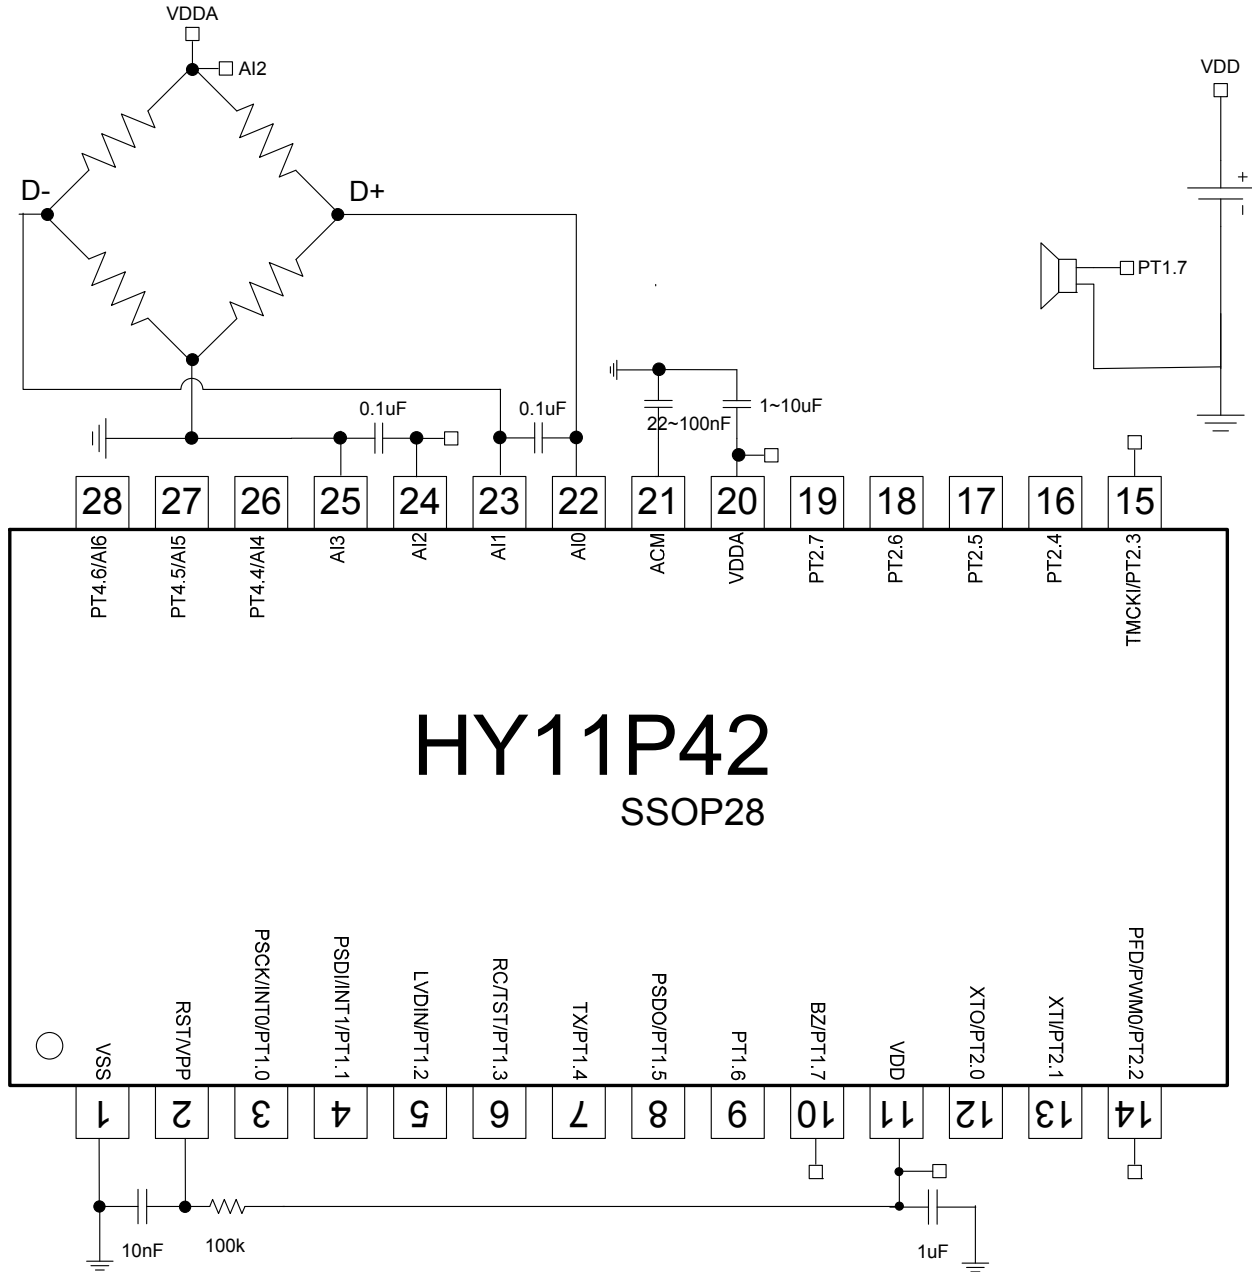 VDDA
AI2
VDD
D-
D+
+
−
PT1.7
0.1uF
0.1uF
22~100nF
1~10uF
28
27
26
25
24
23
22
21
20
19
18
17
16
15
PT4.6/AI6
PT4.5/AI5
PT4.4/AI4
AI3
AI2
AI1
AI0
ACM
VDDA
PT2.7
PT2.6
PT2.5
PT2.4
TMCKI/PT2.3
HY11P42
SSOP28
VSS
RST/VPP
PSCK/INT0/PT1.0
PSDI/INT1/PT1.1
LVDIN/PT1.2
RC/TST/PT1.3
TX/PT1.4
PSDO/PT1.5
PT1.6
BZ/PT1.7
VDD
XTO/PT2.0
XTI/PT2.1
PFD/PWM0/PT2.2
1
2
3
4
5
6
7
8
9
10
11
12
13
14
10nF
100k
1uF